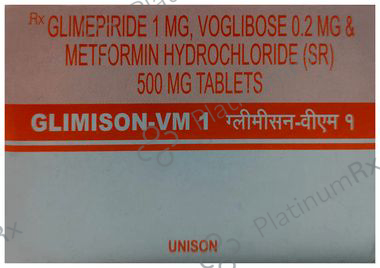 Rx GLIMEPIRIDE 1 MG, VOGLIBOSE 0.2 MG &
METFORMIN HYDROCHLORIDE (SR)
500 MG TABLETS
GLIMISON-VM 1 ग्लीमीसन-वीएम १
PlatinumRx
UNISON